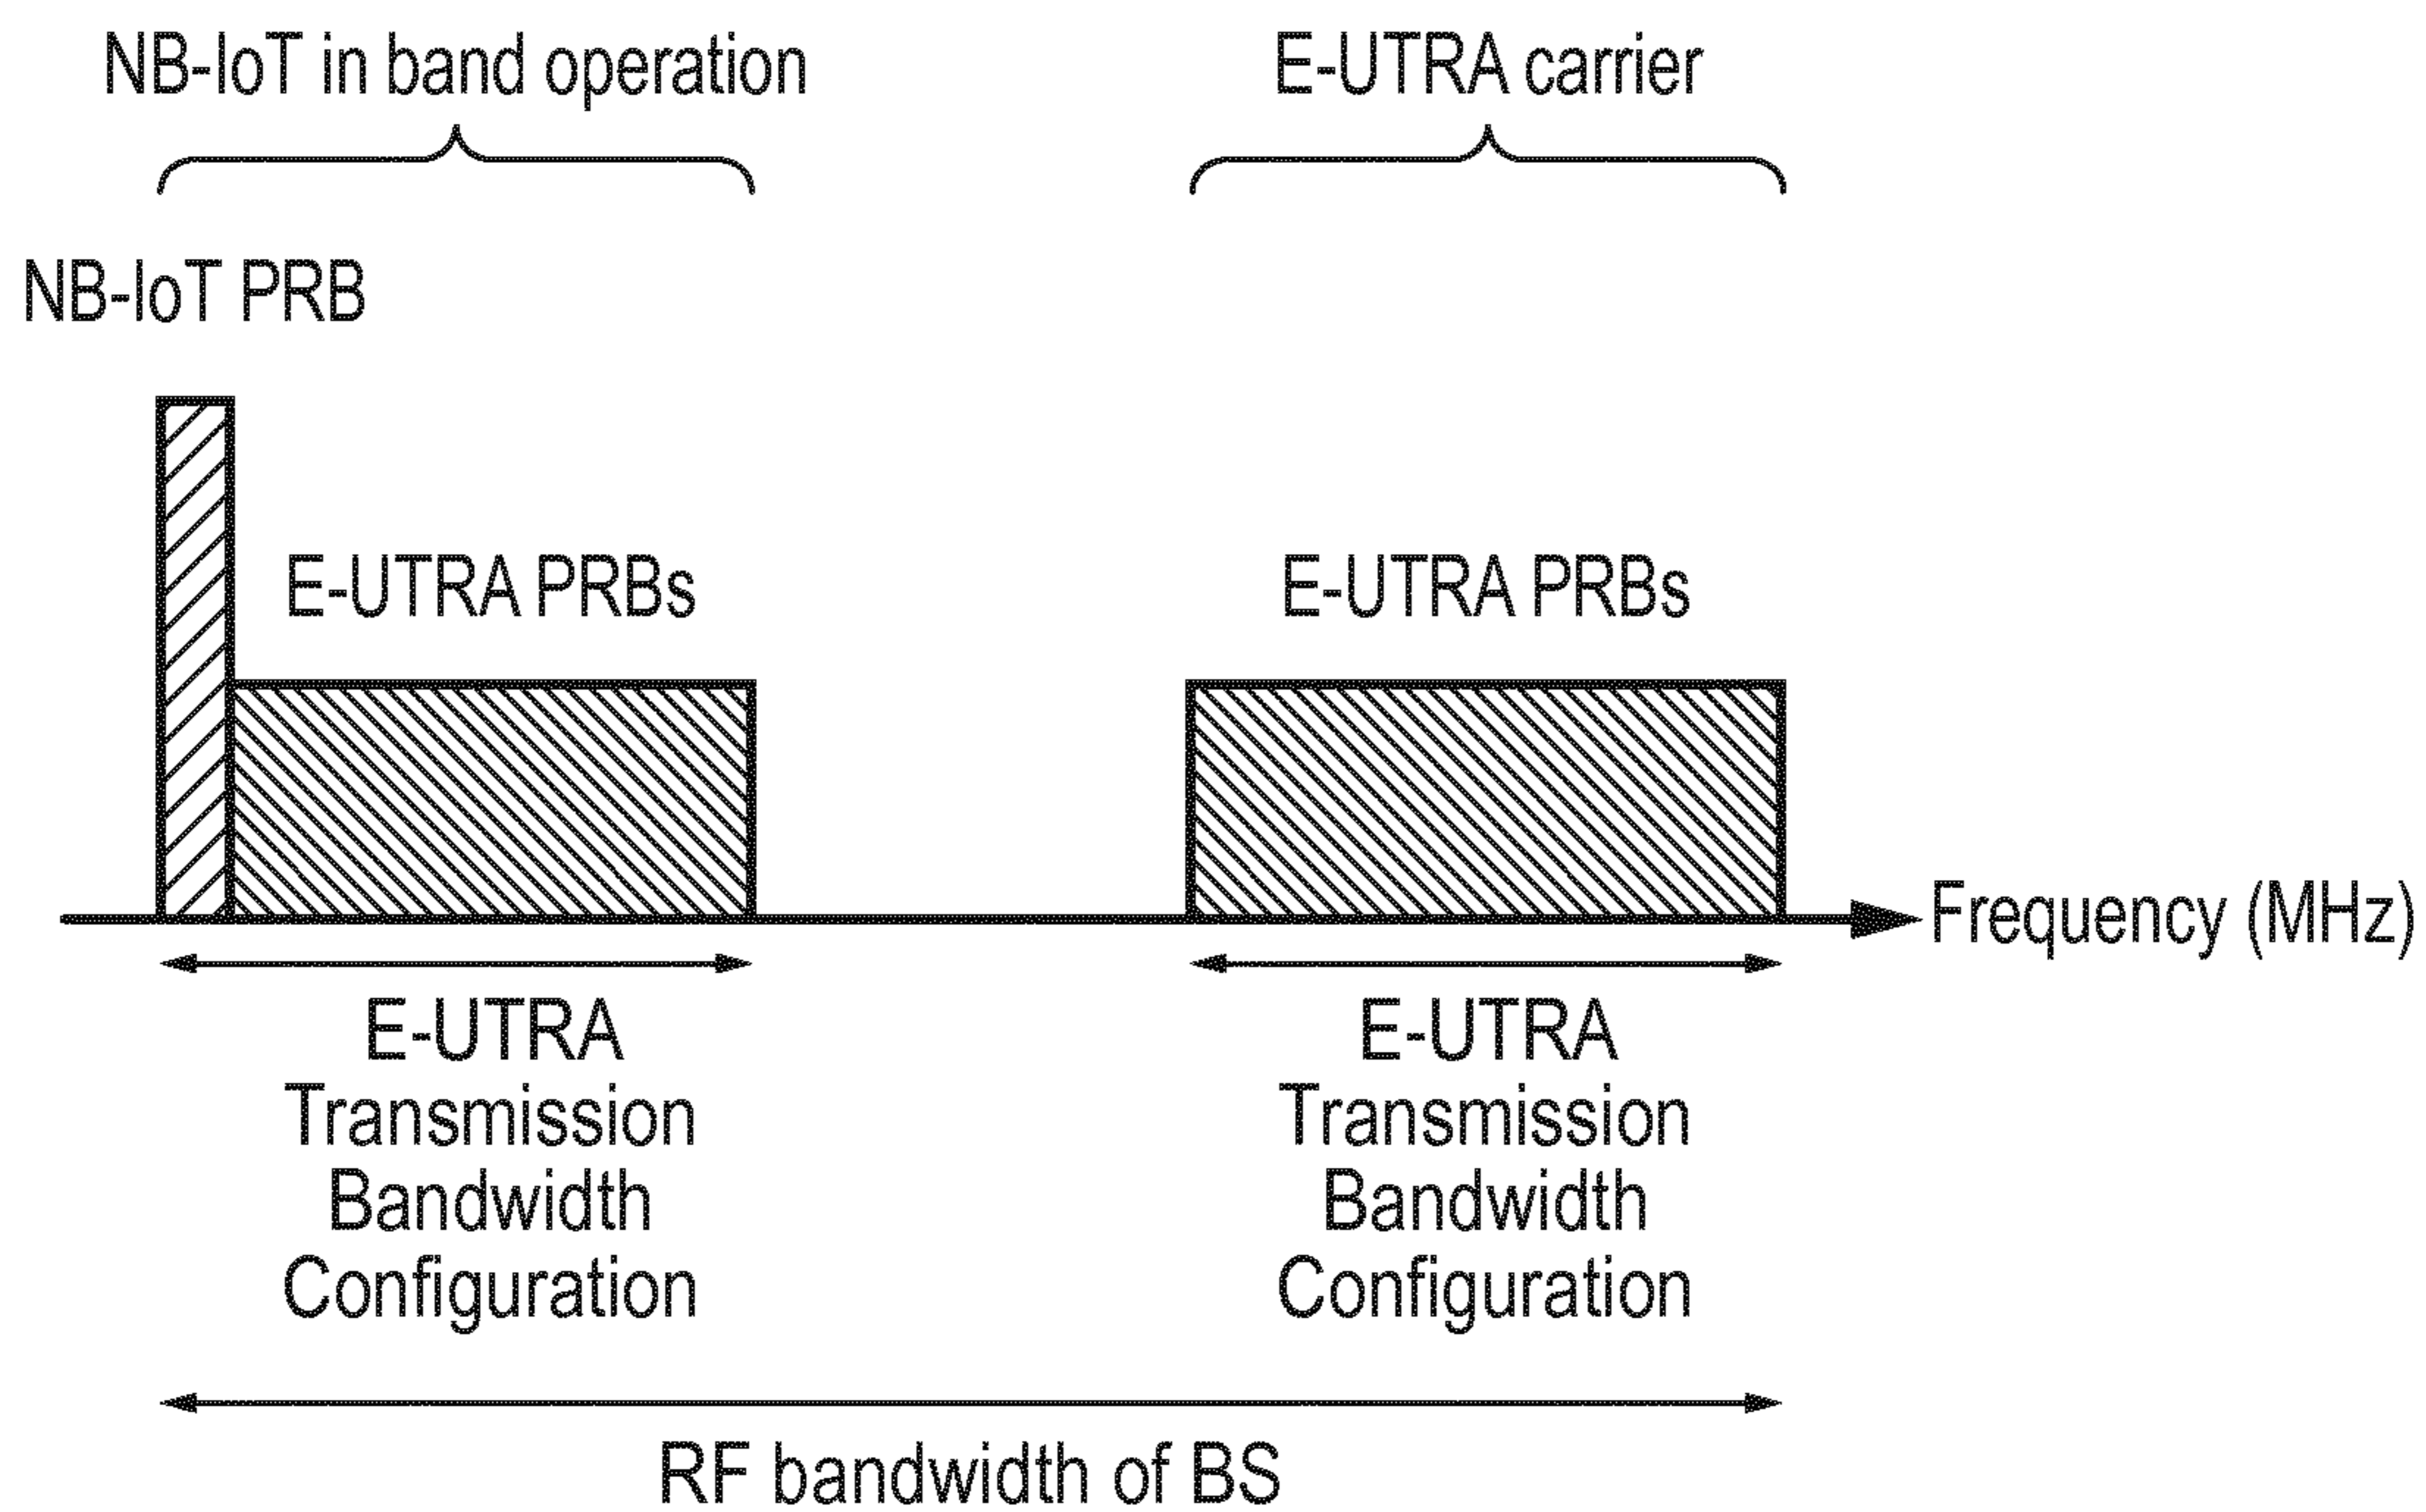 NB-IoT in band operation
E-UTRA carrier
NB-IoT PRB
E-UTRA PRBs
E-UTRA PRBs
Frequency (MHz)
E-UTRA
Transmission
Bandwidth
Configuration
E-UTRA
Transmission
Bandwidth
Configuration
RF bandwidth of BS